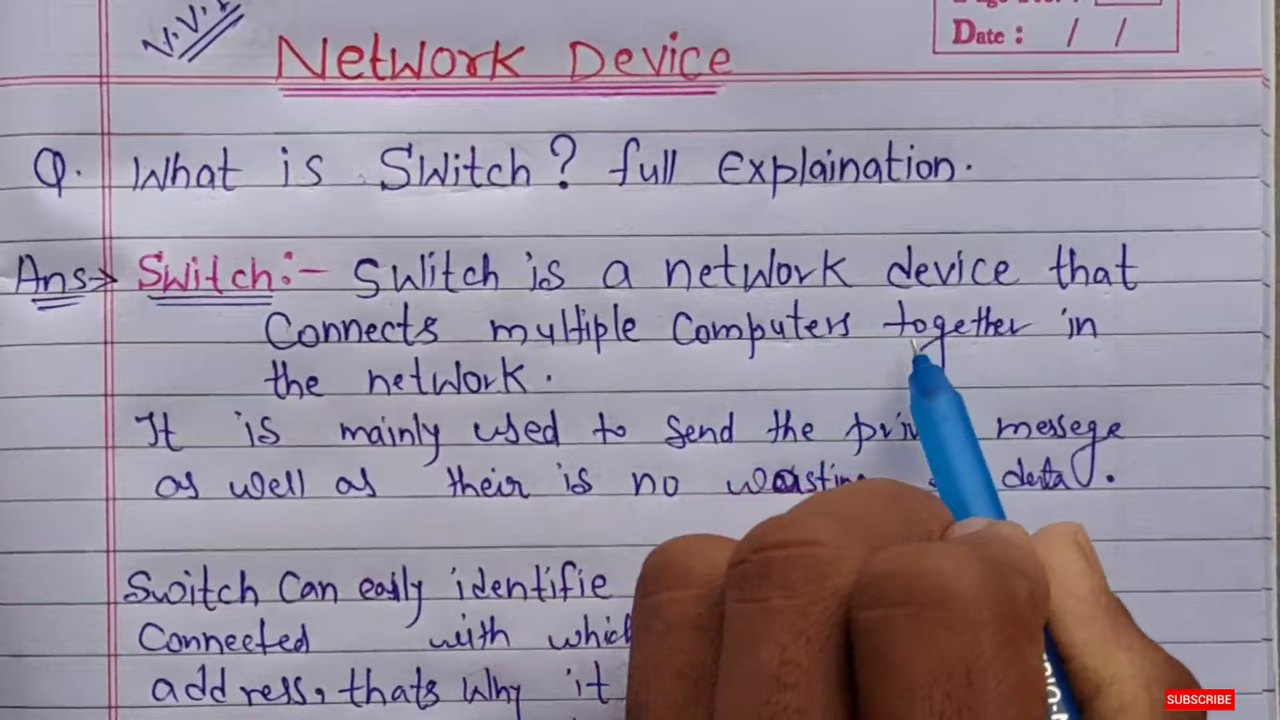 V.V.I
Date : / /
Network Device
Q. What is Switch? full Explaination.
Ans→ Switch:- Switch is a network device that
Connects multiple Computers together in
the network.
It is mainly used to send the messege
as well as their is no data.
Switch Can easly identifie
Connected with
address, thats why it
SUBSCRIBE